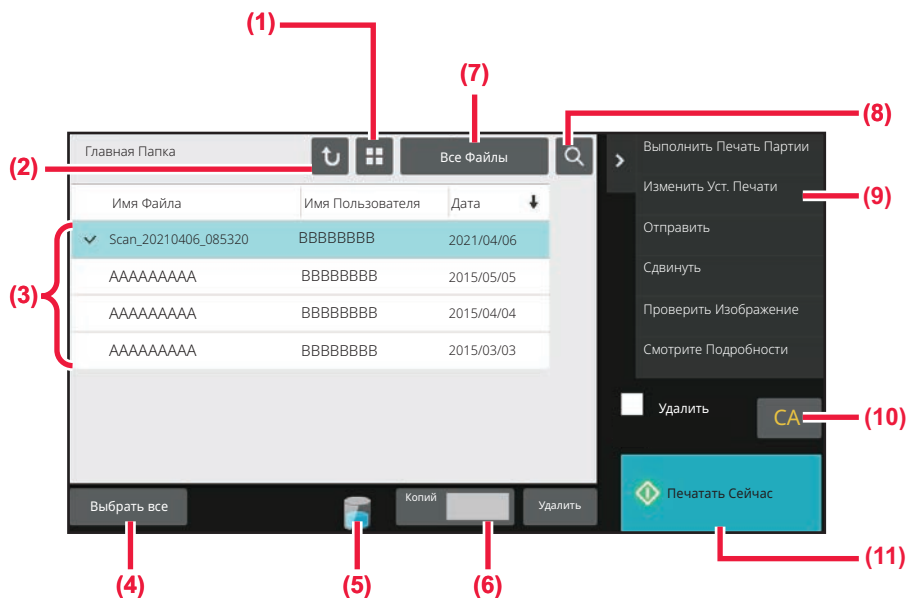 (1)
(7)
(8)
(2)
Главная Папка
Все Файлы
Имя Файла Имя Пользователя Дата
(3)
Scan_20210406_085320 BBBBBBBB 2021/04/06
AAAAAAAAA BBBBBBBB 2015/05/05
AAAAAAAAA BBBBBBBB 2015/04/04
AAAAAAAAA BBBBBBBB 2015/03/03
Выполнить Печать Партии
Изменить Уст. Печати
(9)
Отправить
Сдвинуть
Проверить Изображение
Смотрите Подробности
Удалить
CA
(10)
Выбрать все
Копий
Удалить
Печатать Сейчас
(4)
(5)
(6)
(11)